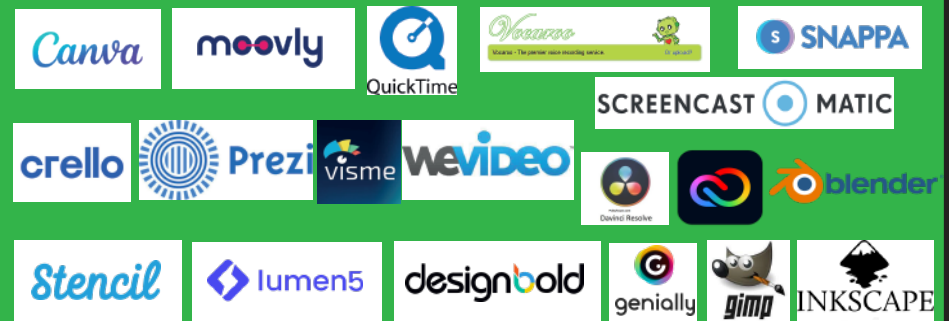 Canva
moovly
QuickTime
Vocaroo
Vocaroo - The premier voice recording service.
S SNAPPA
SCREENCAST O MATIC
crello
Prezi
visme
WeVIDEO
Davinci Resolve
blender
Stencil
lumen5
designbold
genially
gimp
INKSCAPE